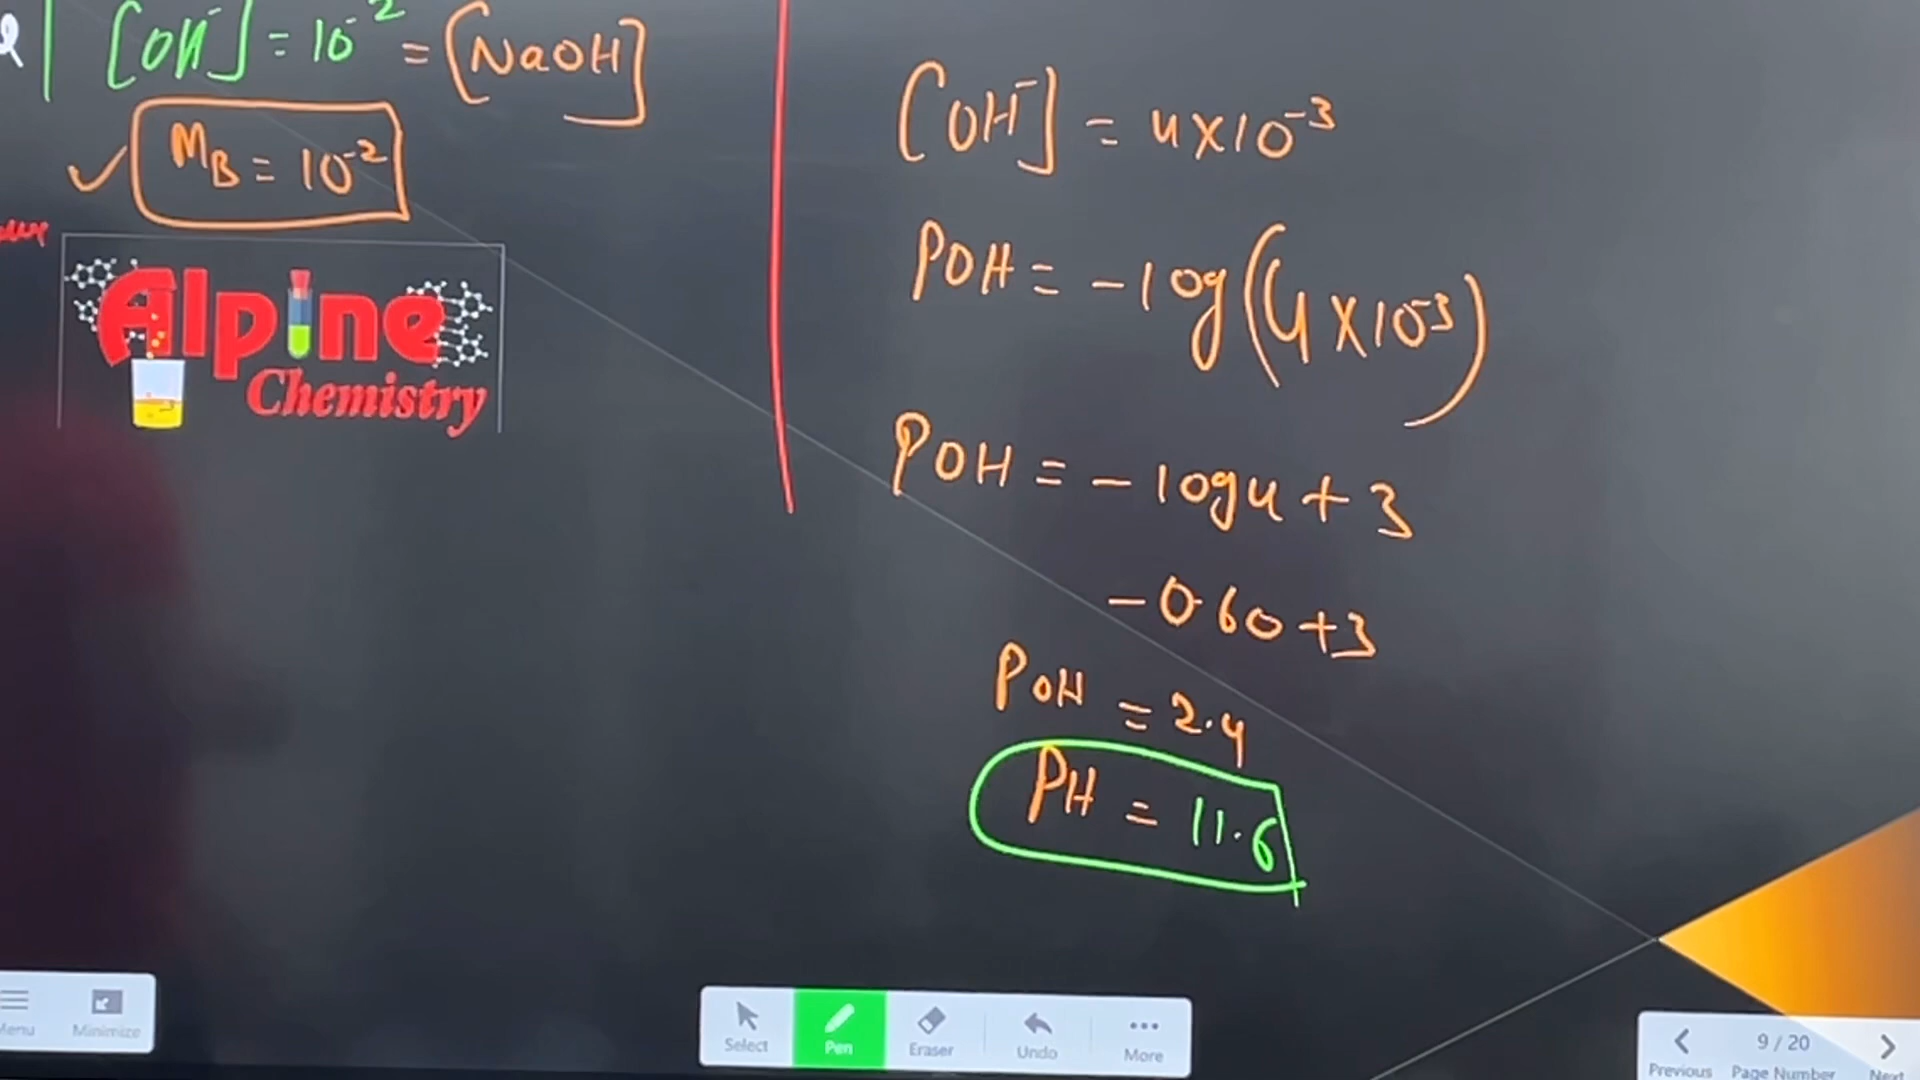 [OH⁻] = 10⁻² = [NaOH]
M_B = 10⁻²
Alpine
Chemistry
[OH⁻] = 4×10⁻³
POH = -log(4×10⁻³)
POH = -log4 + 3
-0.60+3
POH = 2.4
PH = 11.6
Menu
Minimize
Select
Pen
Eraser
Undo
More
9 / 20
Previous
Page Number
Next